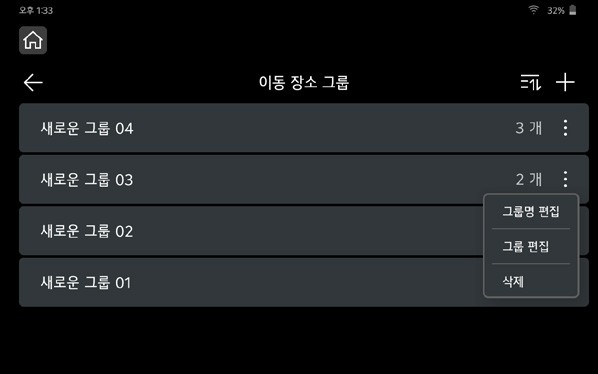 오후 1:33
32%
이동 장소 그룹
새로운 그룹 04
3 개
새로운 그룹 03
2 개
그룹명 편집
새로운 그룹 02
그룹 편집
새로운 그룹 01
삭제